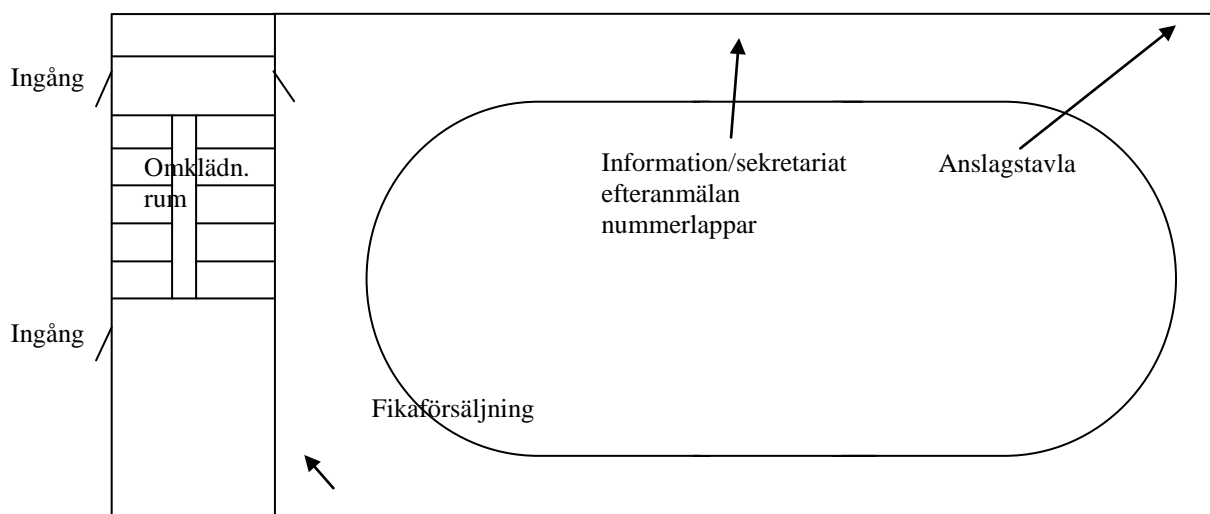 Ingång
Omklädn.
rum
Information/sekretariat
efteranmälan
nummerlappar
Anslagstavla
Ingång
Fikaförsäljning